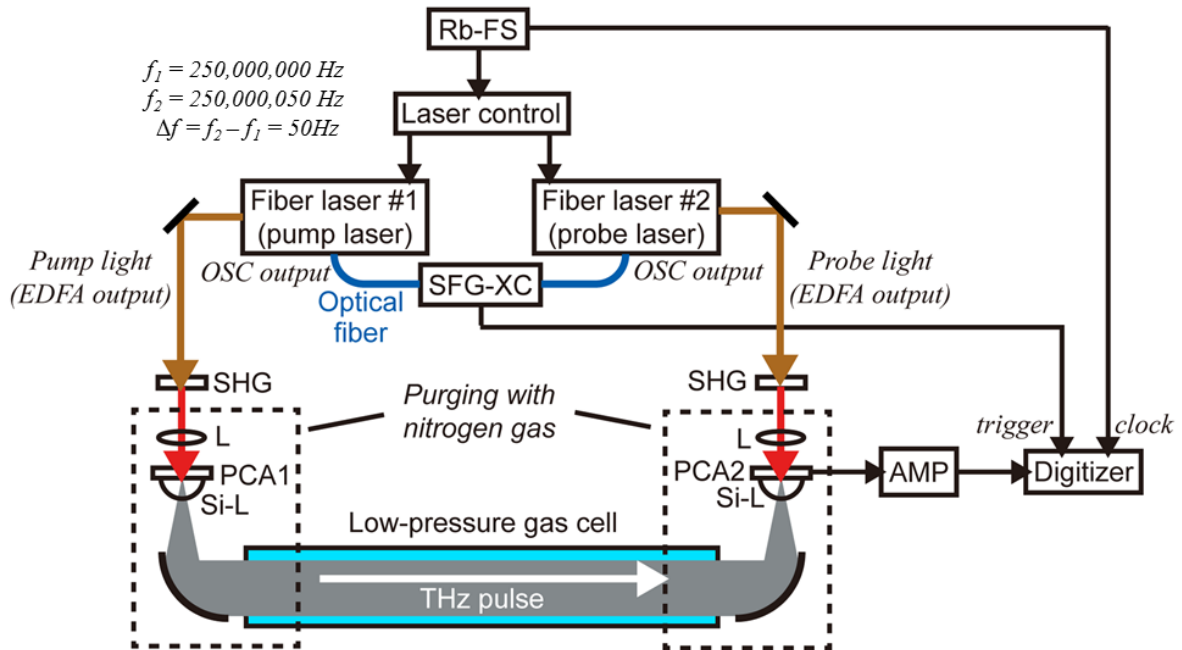 Rb-FS
f₁ = 250,000,000 Hz
f₂ = 250,000,050 Hz
Δf = f₂ – f₁ = 50Hz
Laser control
Fiber laser #1
(pump laser)
Fiber laser #2
(probe laser)
Pump light
(EDFA output)
OSC output
SFG-XC
OSC output
Probe light
(EDFA output)
Optical
fiber
SHG
Purging with
nitrogen gas
SHG
L
L
trigger
clock
PCA1
Si-L
PCA2
Si-L
AMP
Digitizer
Low-pressure gas cell
THz pulse